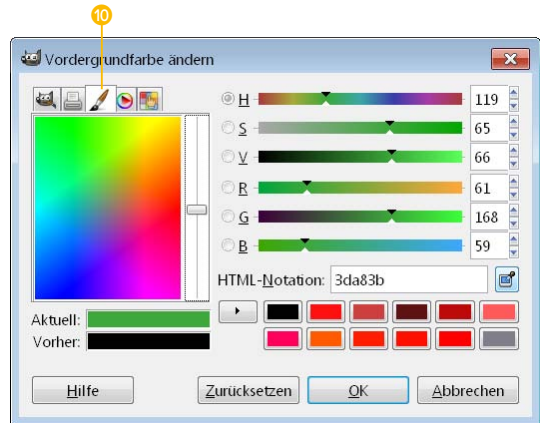 10
Vordergrundfarbe ändern
H 119
S 65
V 66
R 61
G 168
B 59
HTML-Notation: 3da83b
Aktuell:
Vorher:
Hilfe Zurücksetzen OK Abbrechen